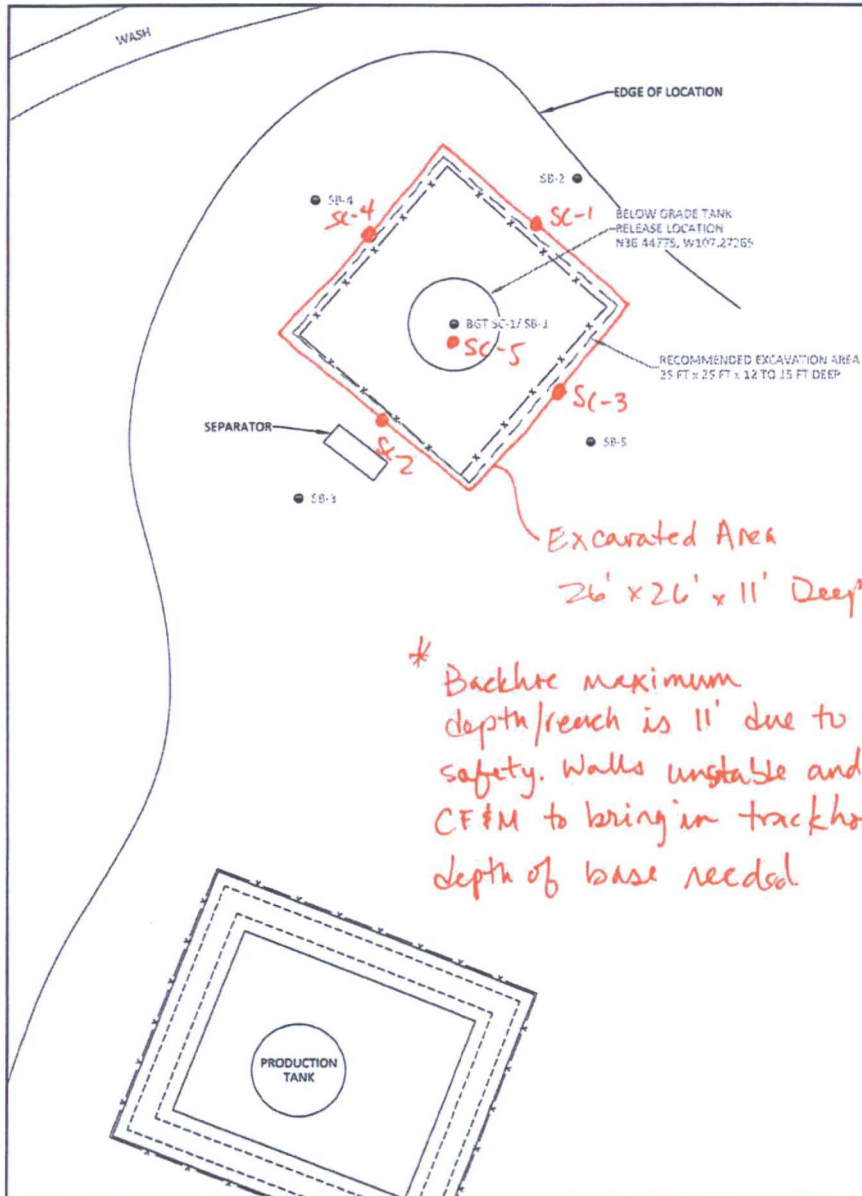 WASH
EDGE OF LOCATION
SB-2
SB-4
SC-4
SC-1
BELOW GRADE TANK
RELEASE LOCATION
N36.44775, W107.27265
BGT SC-1/ SB-1
SC-5
RECOMMENDED EXCAVATION AREA
25 FT x 25 FT x 12 TO 15 FT DEEP
SC-3
SEPARATOR
SC-2
SB-5
SB-3
Excavated Area
26' x 26' x 11' Deep
* Backhoe maximum
depth/reach is 11' due to
safety. Walls unstable and
CF&M to bring in trackho
depth of base needed.
PRODUCTION
TANK